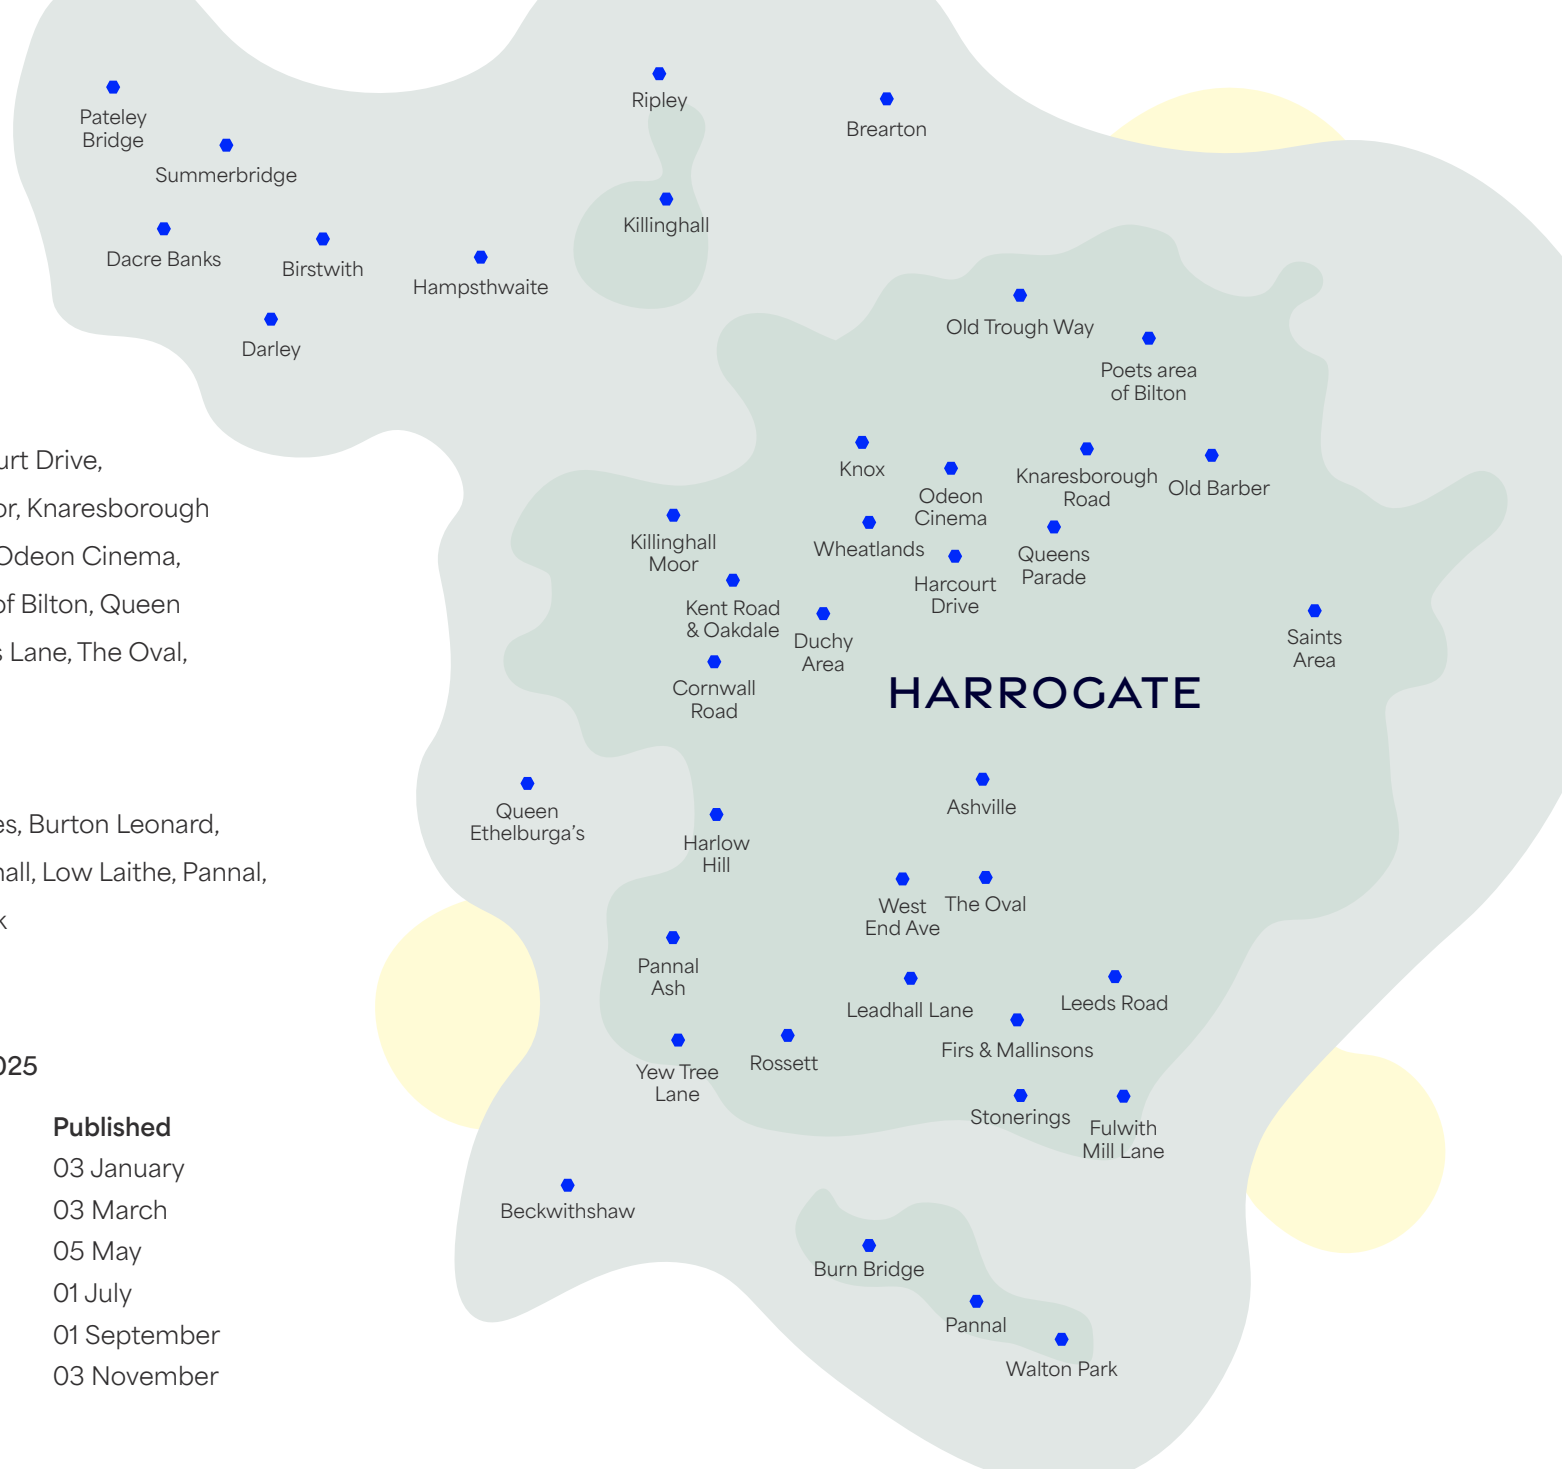 Pateley
Bridge
Summerbridge
Dacre Banks
Birstwith
Hampsthwaite
Darley
Ripley
Brearton
Killinghall
Old Trough Way
Poets area
of Bilton
Knox
Odeon
Cinema
Knaresborough
Road
Old Barber
Killinghall
Moor
Wheatlands
Queens
Parade
Harcourt
Drive
Kent Road
& Oakdale
Duchy
Area
Saints
Area
Cornwall
Road
HARROGATE
Queen
Ethelburga's
Harlow
Hill
Ashville
West
End Ave
The Oval
Pannal
Ash
Leadhall Lane
Leeds Road
Firs & Mallinsons
Yew Tree
Lane
Rossett
Stonerings
Fulwith
Mill Lane
Beckwithshaw
Burn Bridge
Pannal
Walton Park
Drive,
Knaresborough
Odeon Cinema,
of Bilton, Queen
Lane, The Oval,
Burton Leonard,
Low Laithe, Pannal,
Published
03 January
03 March
05 May
01 July
01 September
03 November